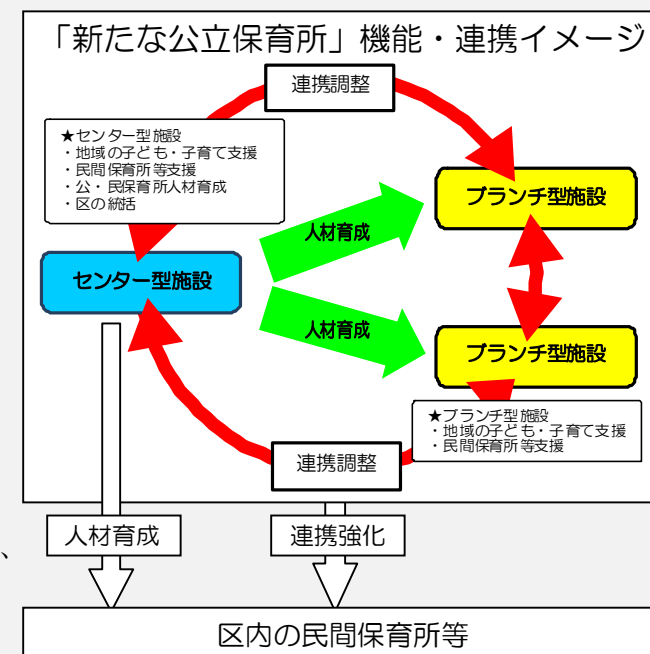 「新たな公立保育所」機能・連携イメージ
連携調整
★センター型施設
・地域の子ども・子育て支援
・民間保育所等支援
・公・民保育所人材育成
・区の統括
ブランチ型施設
人材育成
センター型施設
人材育成
ブランチ型施設
★ブランチ型施設
・地域の子ども・子育て支援
・民間保育所等支援
連携調整
人材育成
連携強化
、
区内の民間保育所等